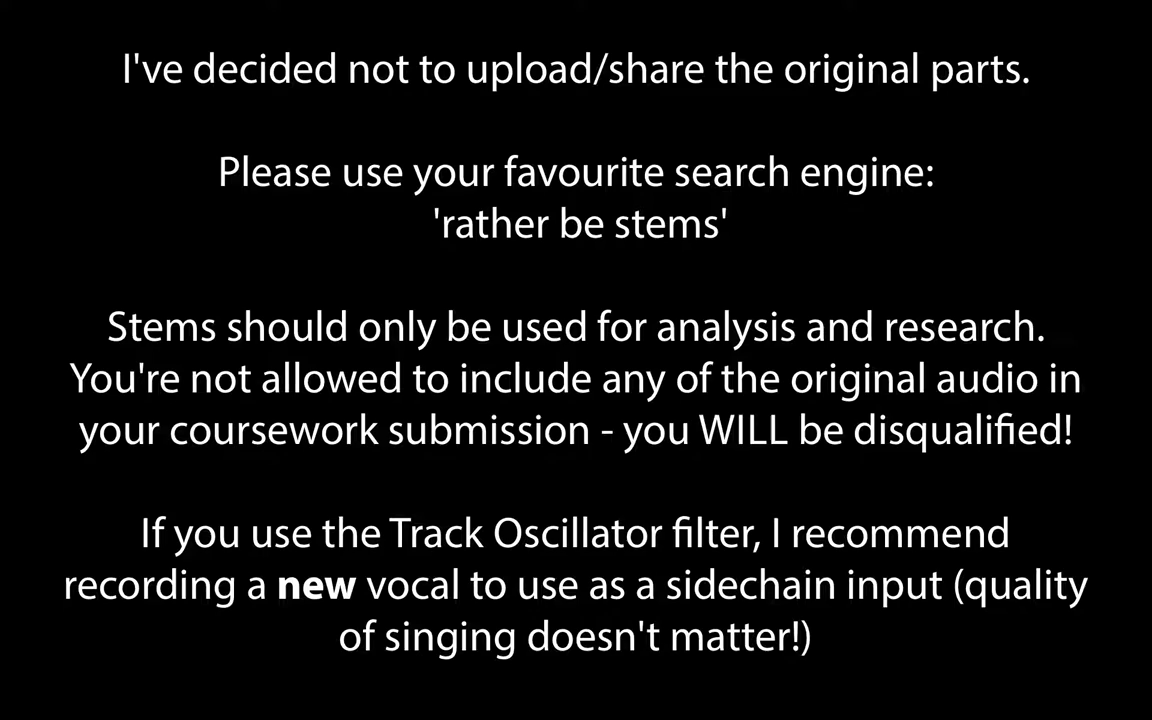 I've decided not to upload/share the original parts.
Please use your favourite search engine:
'rather be stems'
Stems should only be used for analysis and research.
You're not allowed to include any of the original audio in
your coursework submission - you WILL be disqualified!
If you use the Track Oscillator filter, I recommend
recording a new vocal to use as a sidechain input (quality
of singing doesn't matter!)